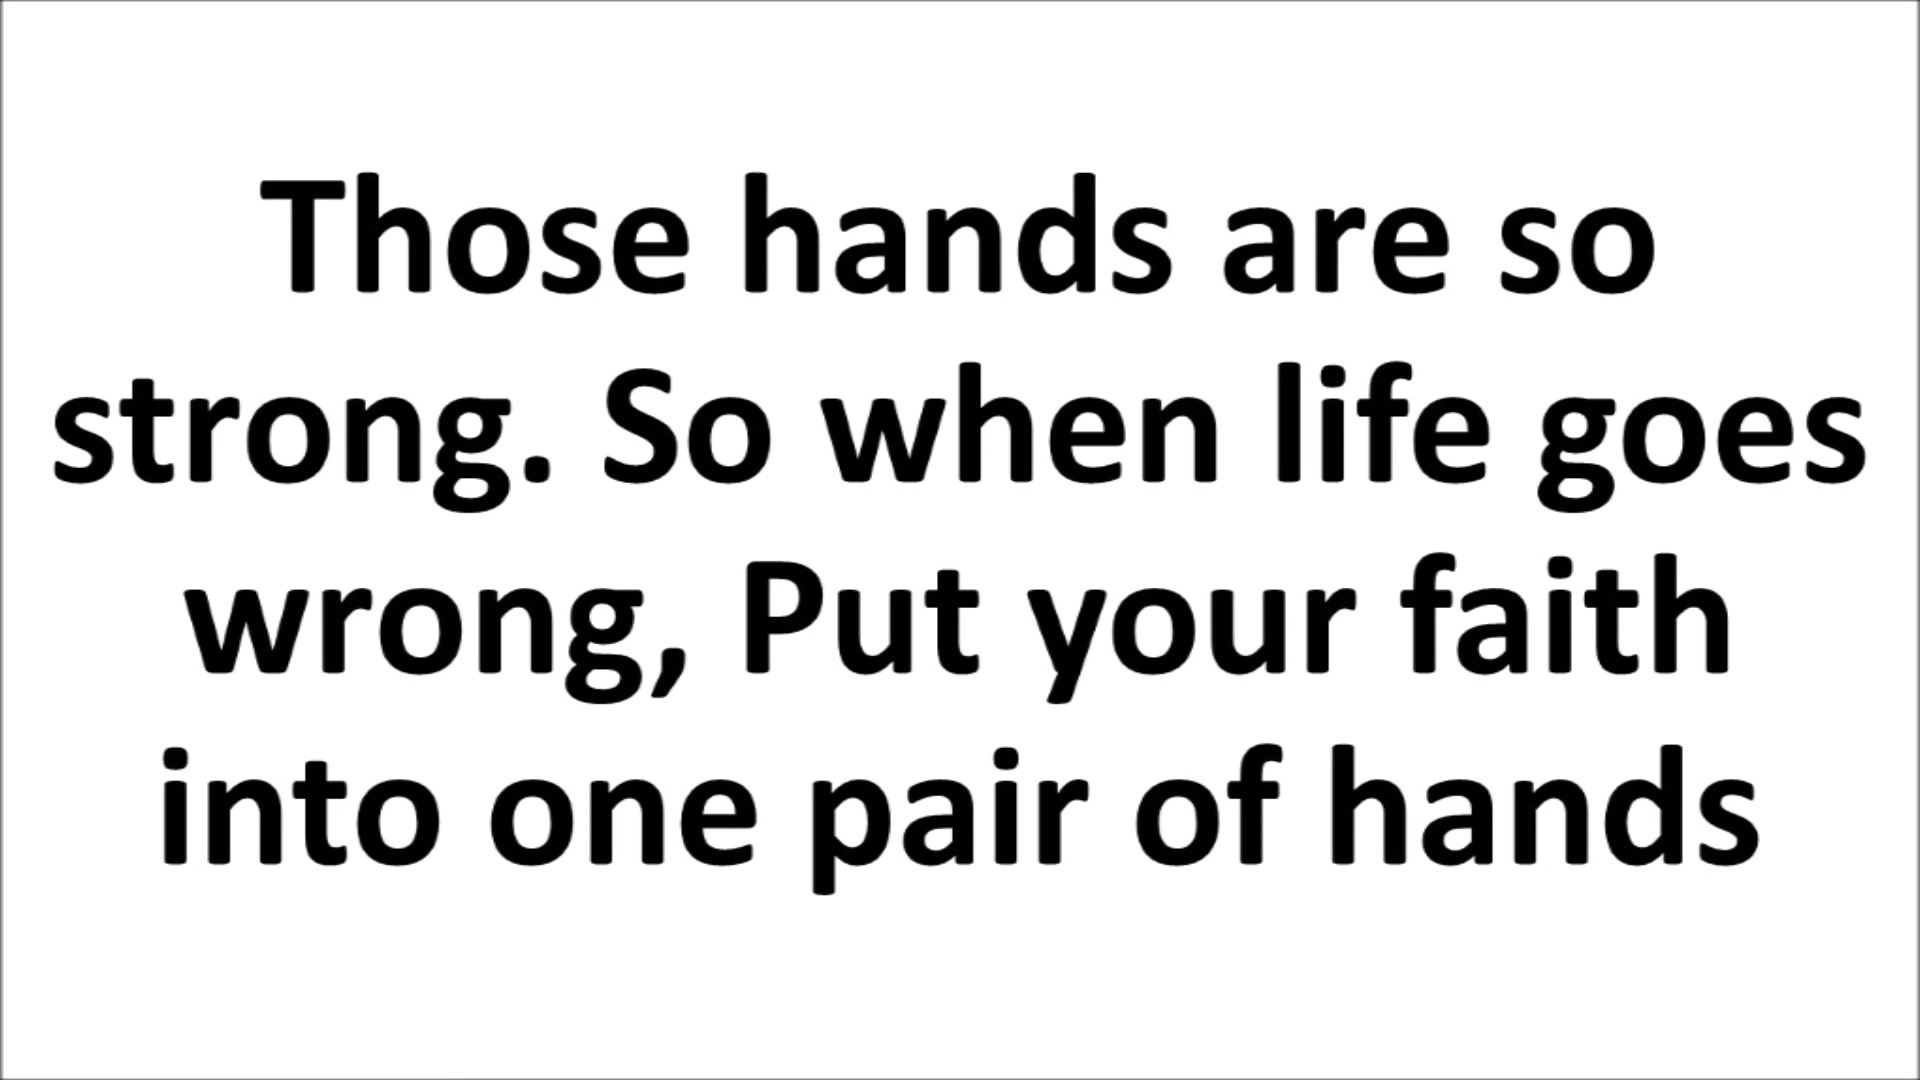 Those hands are so
strong. So when life goes
wrong, Put your faith
into one pair of hands